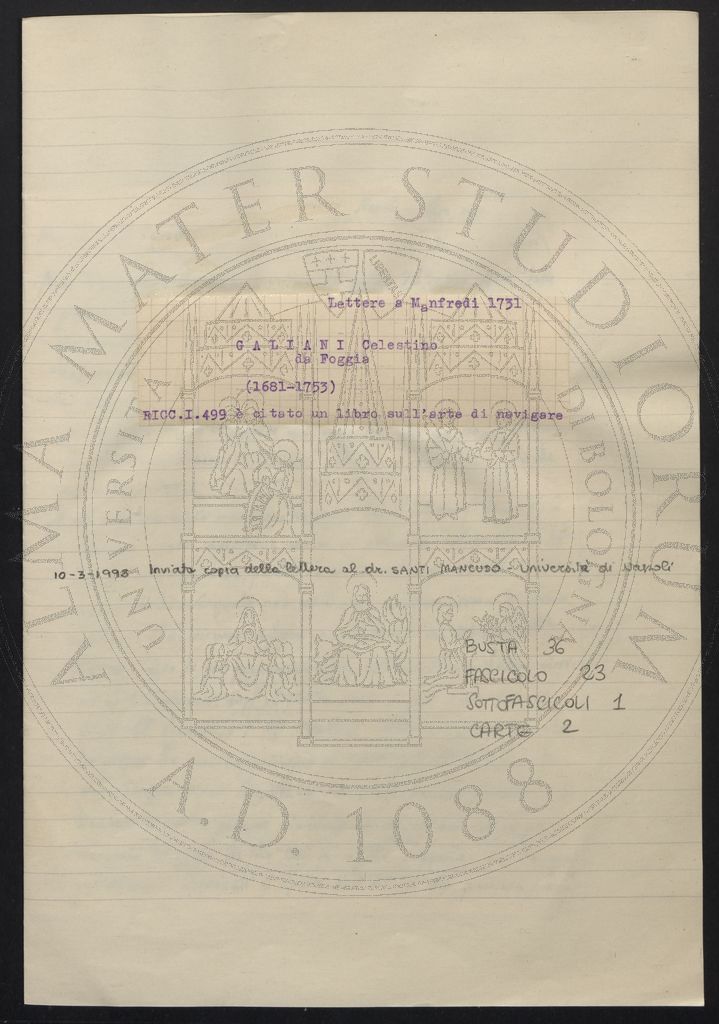 ALMA MATER STUDIORUM
LIBERTAS
Lettere a Manfredi 1731
G A L I A N I Celestino
da Foggia
(1681-1753)
RICC.I.499 è citato un libro sull'arte di navigare
UNIVERSITA DI BOLOGNA
10-3-1998 Inviata copia della lettera al dr. SANTI MANCUSO - Università di Napoli
BUSTA 36
FASCICOLO 23
SOTTOFASCICOLI 1
CARTE 2
A.D. 1088